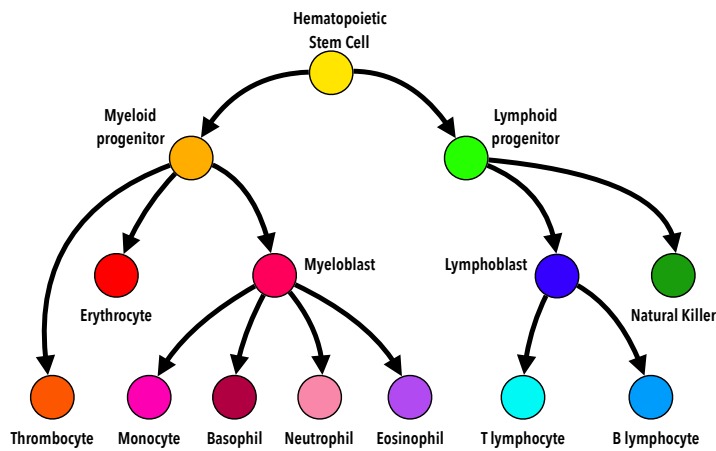 Hematopoietic
Stem Cell
Myeloid
progenitor
Lymphoid
progenitor
Myeloblast
Lymphoblast
Erythrocyte
Natural Killer
Thrombocyte
Monocyte
Basophil
Neutrophil
Eosinophil
T lymphocyte
B lymphocyte